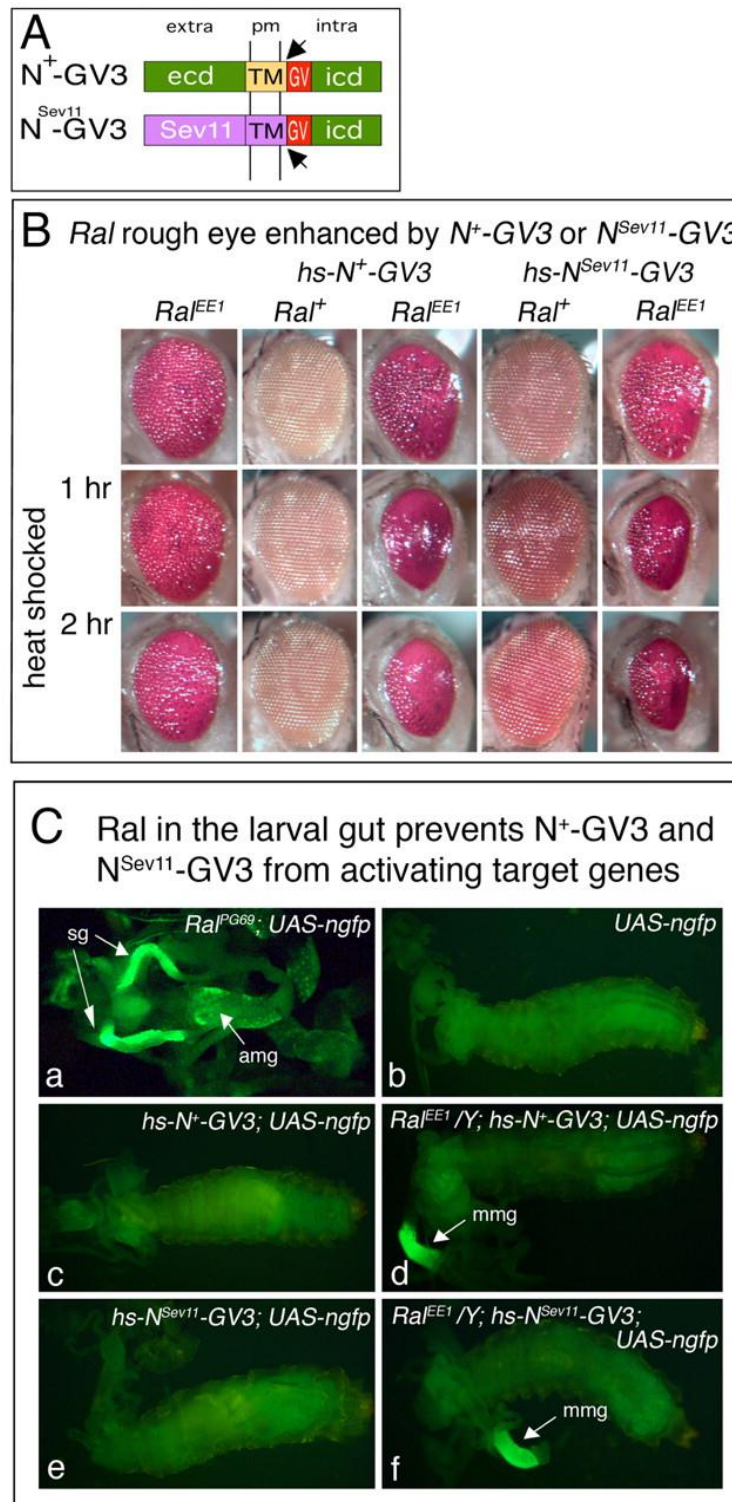 A
extra pm intra
N+-GV3 ecd TM GV icd
NSev11-GV3 Sev11 TM GV icd
B Ral rough eye enhanced by N+-GV3 or NSev11-GV3
hs-N+-GV3 hs-NSev11-GV3
RalEE1 Ral+ RalEE1 Ral+ RalEE1
heat shocked
1 hr
2 hr
C Ral in the larval gut prevents N+-GV3 and
NSev11-GV3 from activating target genes
RalPG69; UAS-ngfp
sg
amg
a
UAS-ngfp
b
hs-N+-GV3; UAS-ngfp
c
RalEE1/Y; hs-N+-GV3; UAS-ngfp
mmg
d
hs-NSev11-GV3; UAS-ngfp
e
RalEE1/Y; hs-NSev11-GV3;
UAS-ngfp
mmg
f